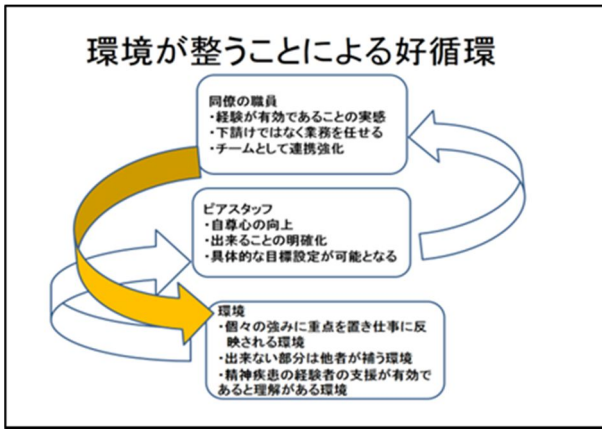 環境が整うことによる好循環
同僚の職員
・経験が有効であることの実感
・下請けではなく業務を任せる
・チームとして連携強化
ピアスタッフ
・自尊心の向上
・出来ることの明確化
・具体的な目標設定が可能となる
環境
・個々の強みに重点を置き仕事に反
映される環境
・出来ない部分は他者が補う環境
・精神疾患の経験者の支援が有効で
あると理解がある環境